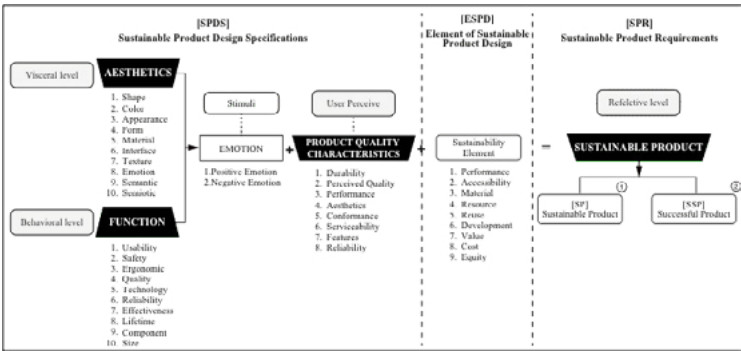 [SPDS]
Sustainable Product Design Specifications
[ESPD]
Element of Sustainable
Product Design
[SPR]
Sustainable Product Requirements
Visceral level
AESTHETICS
1. Shape
2. Color
3. Appearance
4. Form
5. Material
6. Interface
7. Texture
8. Emotion
9. Semantic
10. Semiotic
Behavioral level
FUNCTION
1. Usability
2. Safety
3. Ergonomic
4. Quality
5. Technology
6. Reliability
7. Effectiveness
8. Lifetime
9. Component
10. Size
Stimuli
EMOTION
1.Positive Emotion
2.Negative Emotion
+
User Perceive
PRODUCT QUALITY
CHARACTERISTICS
1. Durability
2. Perceived Quality
3. Performance
4. Aesthetics
5. Conformance
6. Serviceability
7. Features
8. Reliability
+
Sustainability
Element
1. Performance
2. Accessibility
3. Material
4. Resource
5. Reuse
6. Development
7. Value
8. Cost
9. Equity
=
Refelctive level
SUSTAINABLE PRODUCT
1
[SP]
Sustainable Product
2
[SSP]
Successful Product